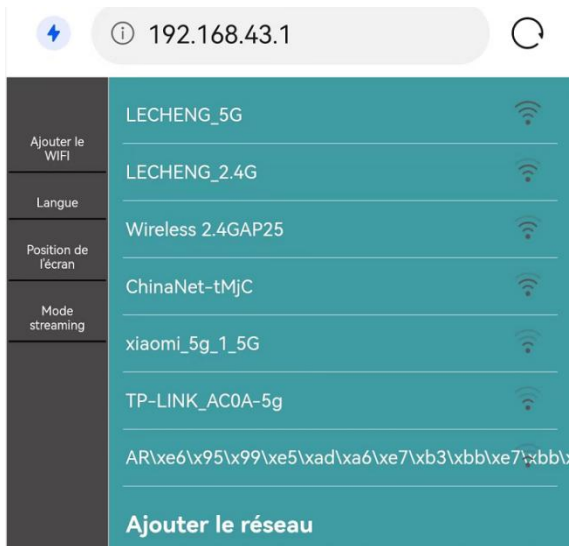 192.168.43.1
Ajouter le
WIFI
Langue
Position de
l'écran
Mode
streaming
LECHENG_5G
LECHENG_2.4G
Wireless 2.4GAP25
ChinaNet-tMjC
xiaomi_5g_1_5G
TP-LINK_AC0A-5g
AR\xe6\x95\x99\xe5\xad\xa6\xe7\xb3\xbb\xe7\xbb\x
Ajouter le réseau